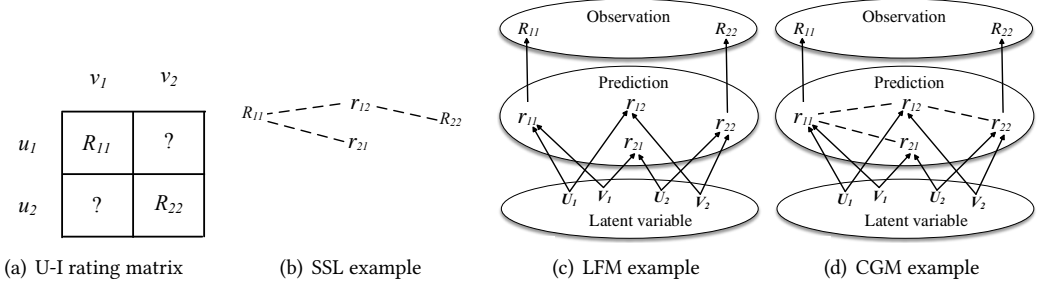 v1 v2
u1 R11 ?
u2 ? R22
(a) U-I rating matrix
R11 r12 R22
r21
(b) SSL example
Observation
R11 R22
Prediction
r12
r11 r22
r21
U1 V1 U2 V2
Latent variable
(c) LFM example
Observation
R11 R22
Prediction
r12
r11 r22
r21
U1 V1 U2 V2
Latent variable
(d) CGM example